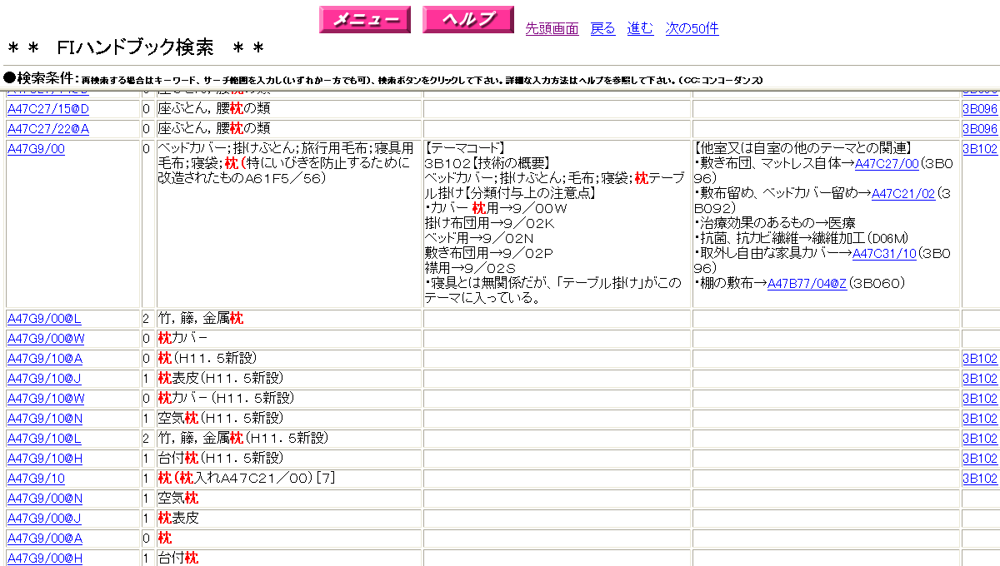 メニュー ヘルプ 先頭画面 戻る 進む 次の50件
＊＊ FIハンドブック検索 ＊＊
●検索条件：再検索する場合はキーワード、サーチ範囲を入力し(いずれか一方でも可)、検索ボタンをクリックして下さい。詳細な入力方法はヘルプを参照して下さい。(CC:コンコーダンス)
A47C27/15@D 0 座ぶとん，腰枕の類 3B096
A47C27/22@A 0 座ぶとん，腰枕の類 3B096
A47G9/00 0 ベッドカバー；掛けぶとん；旅行用毛布；寝具用
毛布；寝袋；枕（特にいびきを防止するために
改造されたものＡ６１Ｆ５／５６）
【テーマコード】
３Ｂ１０２【技術の概要】
ベッドカバー；掛けぶとん；毛布；寝袋；枕テーブ
ル掛け【分類付与上の注意点】
・カバー 枕用→９／００Ｗ
掛け布団用→９／０２Ｋ
ベッド用→９／０２Ｎ
敷き布団用→９／０２Ｐ
襟用→９／０２Ｓ
・寝具とは無関係だが、「テーブル掛け」がこの
テーマに入っている。
【他室又は自室の他のテーマとの関連】
・敷き布団、マットレス自体→A47C27/00（３Ｂ０
９６）
・敷布留め、ベッドカバー留め→A47C21/02（３
Ｂ０９２）
・治療効果のあるもの→医療
・抗菌、抗カビ繊維→繊維加工（D06M）
・取外し自由な家具カバー→A47C31/10（３Ｂ０
９６）
・棚の敷布→A47B77/04@Z（３Ｂ０６０）
3B102
A47G9/00@L 2 竹，籐，金属枕
A47G9/00@W 0 枕カバー
A47G9/10@A 0 枕（Ｈ１１．５新設） 3B102
A47G9/10@J 1 枕表皮（Ｈ１１．５新設） 3B102
A47G9/10@W 0 枕カバー（Ｈ１１．５新設） 3B102
A47G9/10@N 1 空気枕（Ｈ１１．５新設） 3B102
A47G9/10@L 2 竹，籐，金属枕（Ｈ１１．５新設） 3B102
A47G9/10@H 1 台付枕（Ｈ１１．５新設） 3B102
A47G9/10 1 枕（枕入れＡ４７Ｃ２１／００）［７］ 3B102
A47G9/00@N 1 空気枕
A47G9/00@J 1 枕表皮
A47G9/00@A 0 枕
A47G9/00@H 1 台付枕